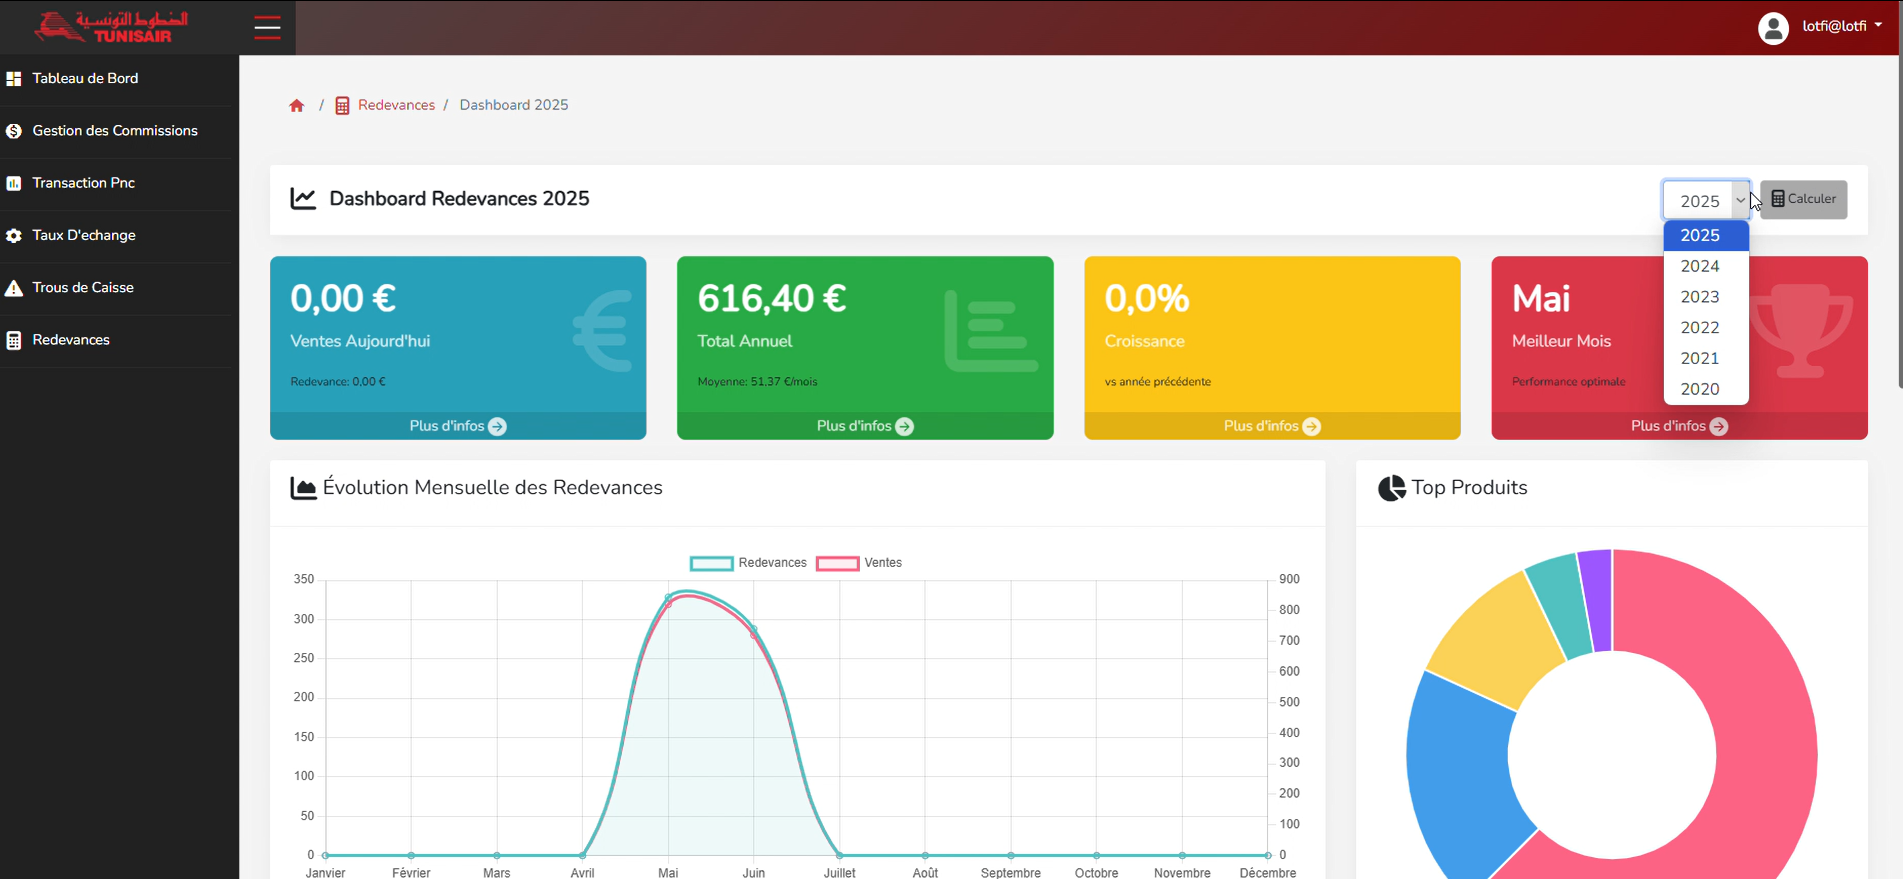 الخطوط التونسية
TUNISAIR
lotfi@lotfi
Tableau de Bord
Gestion des Commissions
Transaction Pnc
Taux D'echange
Trous de Caisse
Redevances
/ Redevances / Dashboard 2025
Dashboard Redevances 2025
2025
Calculer
2025
2024
2023
2022
2021
2020
0,00 €
Ventes Aujourd'hui
Redevance: 0,00 €
Plus d'infos
616,40 €
Total Annuel
Moyenne: 51,37 €/mois
Plus d'infos
0,0%
Croissance
vs année précédente
Plus d'infos
Mai
Meilleur Mois
Performance optimale
Plus d'infos
Évolution Mensuelle des Redevances
Redevances Ventes
350
300
250
200
150
100
50
0
900
800
700
600
500
400
300
200
100
0
Janvier Février Mars Avril Mai Juin Juillet Août Septembre Octobre Novembre Décembre
Top Produits